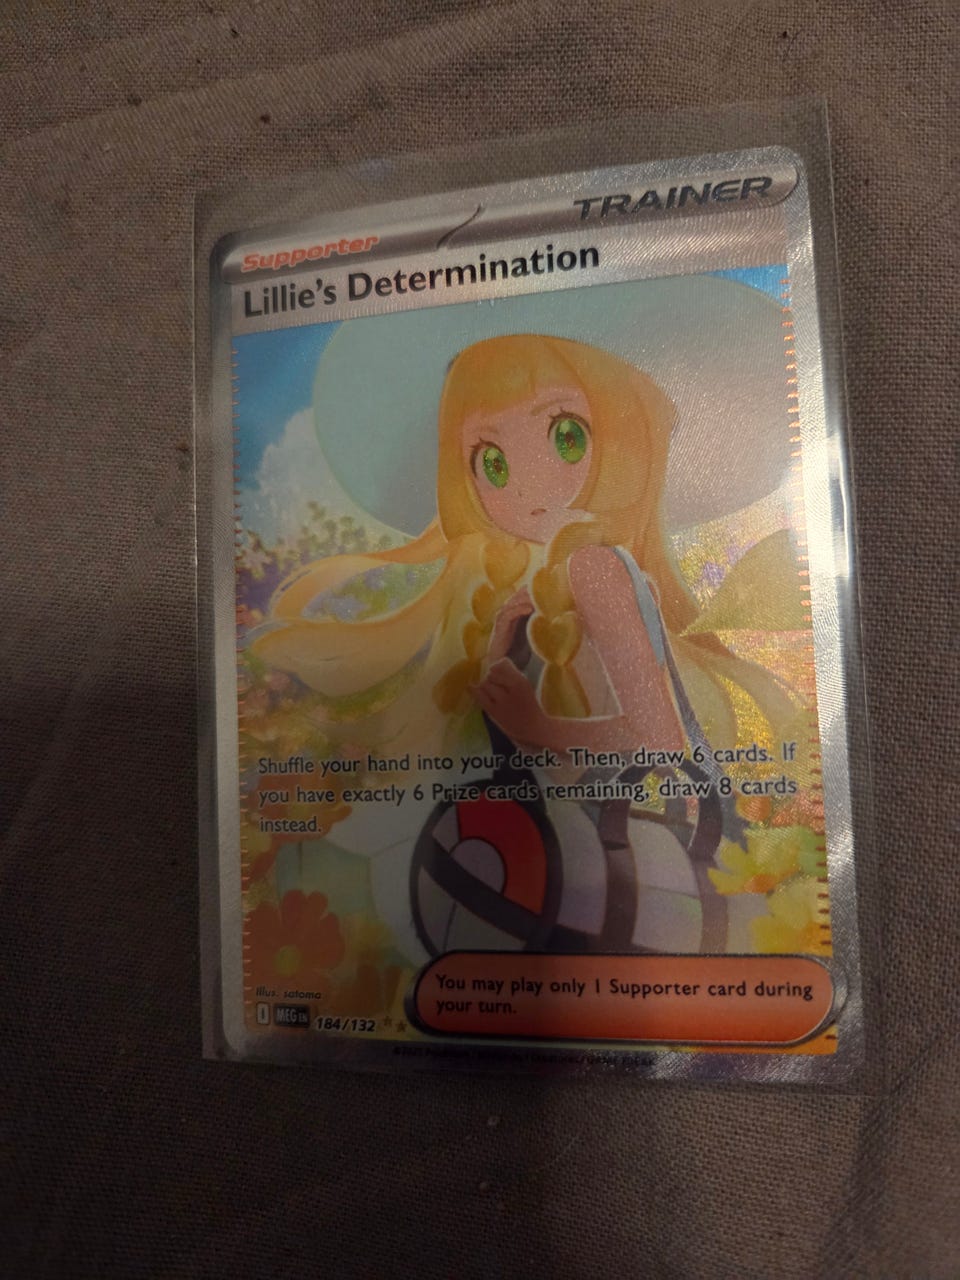 Supporter
TRAINER
Lillie's Determination
Shuffle your hand into your deck. Then, draw 6 cards. If
you have exactly 6 Prize cards remaining, draw 8 cards
instead.
You may play only 1 Supporter card during
your turn.
Illus. satoma
I MEG EN 184/132 ★★